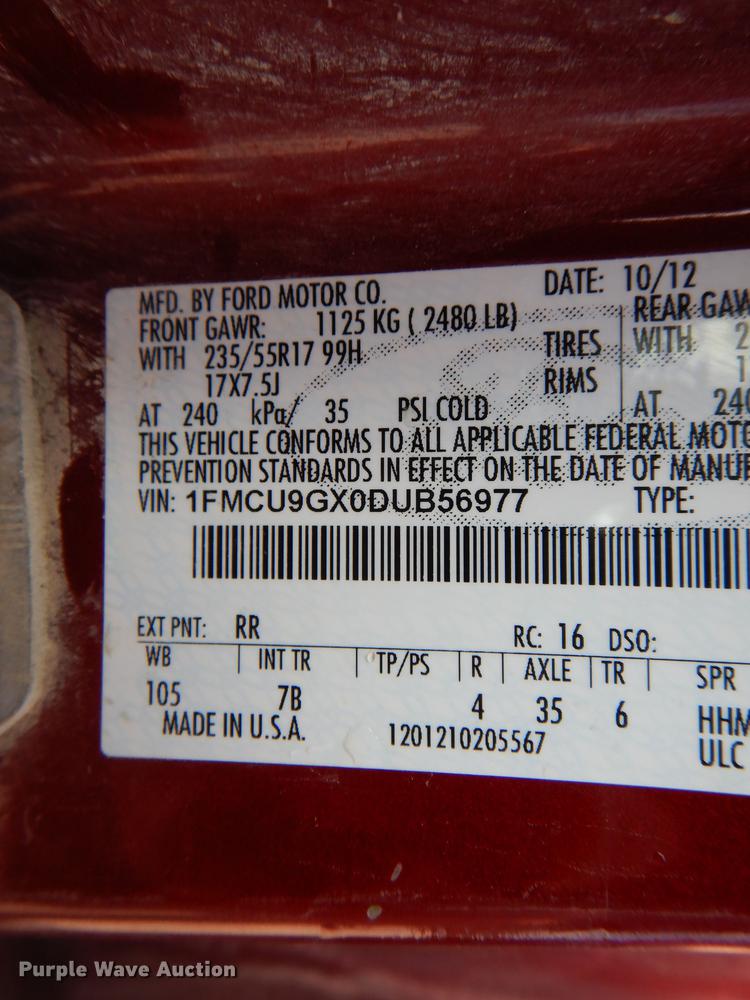 DATE: 10/12
MFD. BY FORD MOTOR CO.
FRONT GAWR: 1125 KG ( 2480 LB) REAR GAW
WITH 235/55R17 99H TIRES WITH 2
17X7.5J RIMS 1
AT 240 kPa/ 35 PSI COLD AT 240
THIS VEHICLE CONFORMS TO ALL APPLICABLE FEDERAL MOTO
PREVENTION STANDARDS IN EFFECT ON THE DATE OF MANUF
VIN: 1FMCU9GX0DUB56977 TYPE:
EXT PNT: RR RC: 16 DSO:
WB INT TR TP/PS R AXLE TR SPR
105 7B 4 35 6 HHM
MADE IN U.S.A. 1201210205567 ULC
Purple Wave Auction